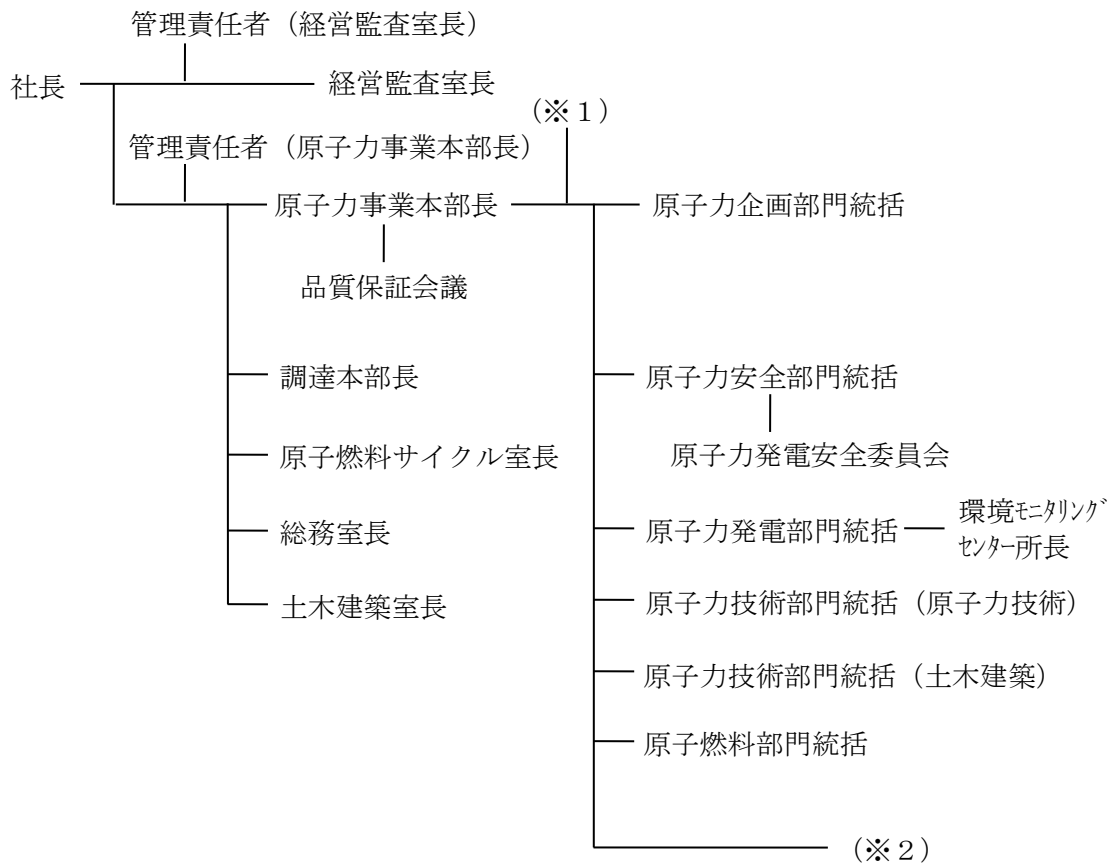 管理責任者（経営監査室長）
社長
経営監査室長
（※１）
管理責任者（原子力事業本部長）
原子力事業本部長
原子力企画部門統括
品質保証会議
調達本部長
原子力安全部門統括
原子力発電安全委員会
原子燃料サイクル室長
総務室長
原子力発電部門統括
環境ﾓﾆﾀﾘﾝｸﾞ
ｾﾝﾀｰ所長
土木建築室長
原子力技術部門統括（原子力技術）
原子力技術部門統括（土木建築）
原子燃料部門統括
（※２）